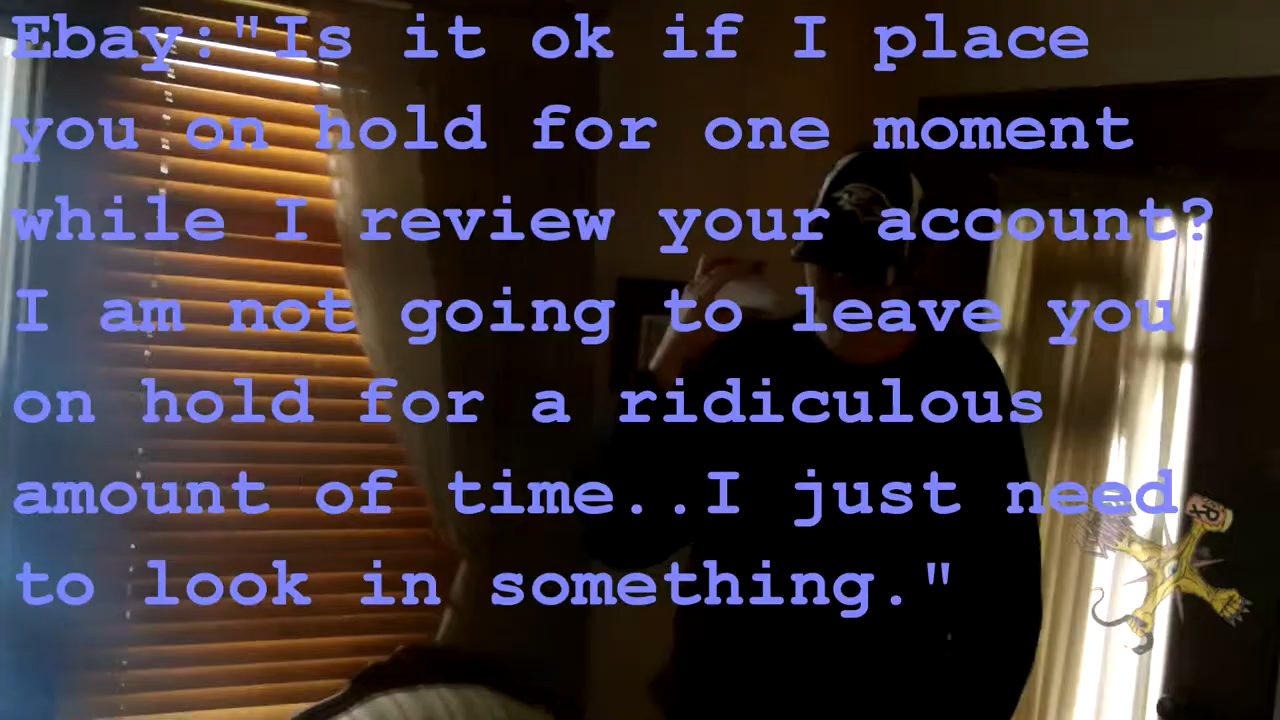 Ebay:"Is it ok if I place
you on hold for one moment
while I review your account?
I am not going to leave you
on hold for a ridiculous
amount of time..I just need
to look in something."